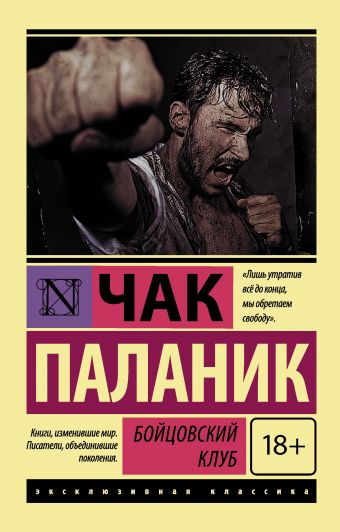 N
ЧАК
«Лишь утратив
всё до конца,
мы обретаем
свободу».
ПАЛАНИК
Книги, изменившие мир.
Писатели, объединившие
поколения.
БОЙЦОВСКИЙ
КЛУБ
18+
эксклюзивная классика